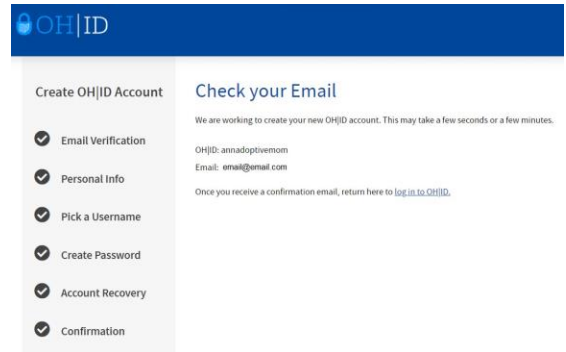 OH|ID
Create OH|ID Account
Email Verification
Personal Info
Pick a Username
Create Password
Account Recovery
Confirmation
Check your Email
We are working to create your new OH|ID account. This may take a few seconds or a few minutes.
OH|ID: annadoptivemom
Email: email@email.com
Once you receive a confirmation email, return here to log in to OH|ID.